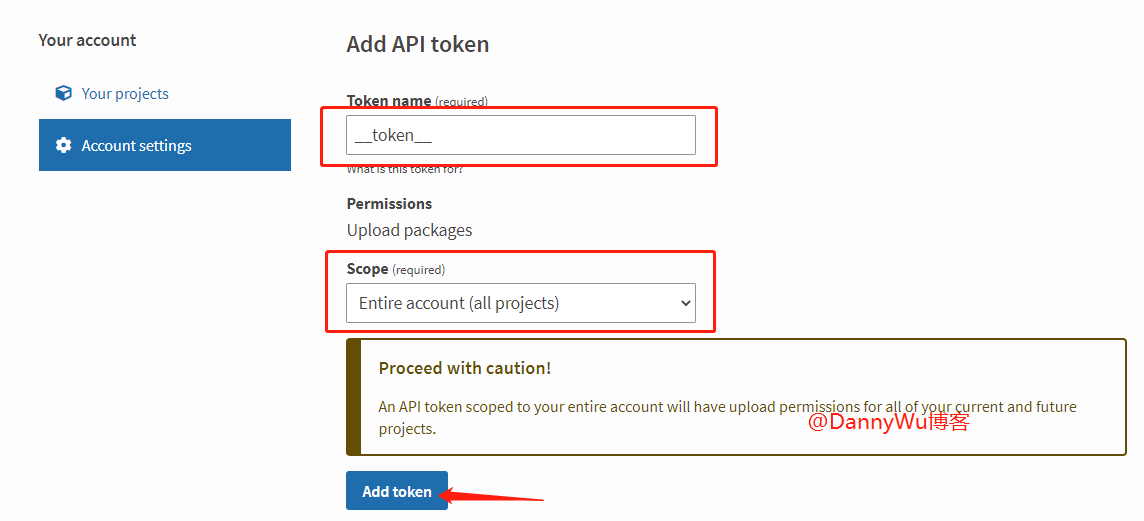 Your account
Your projects
Account settings
Add API token
Token name (required)
__token__
What is this token for?
Permissions
Upload packages
Scope (required)
Entire account (all projects)
Proceed with caution!
An API token scoped to your entire account will have upload permissions for all of your current and future
projects.
@DannyWu博客
Add token